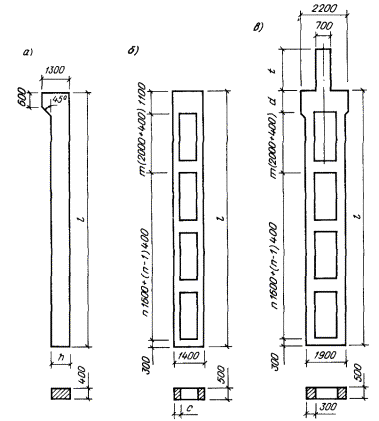 а)
1300
600
45°
l
h
400
б)
m(2000+400) 1100
n1600+(n-1)400
300
l
1400
500
c
в)
2200
700
t
d
m(2000+400)
n1600+(n-1)400
300
l
1900
500
300